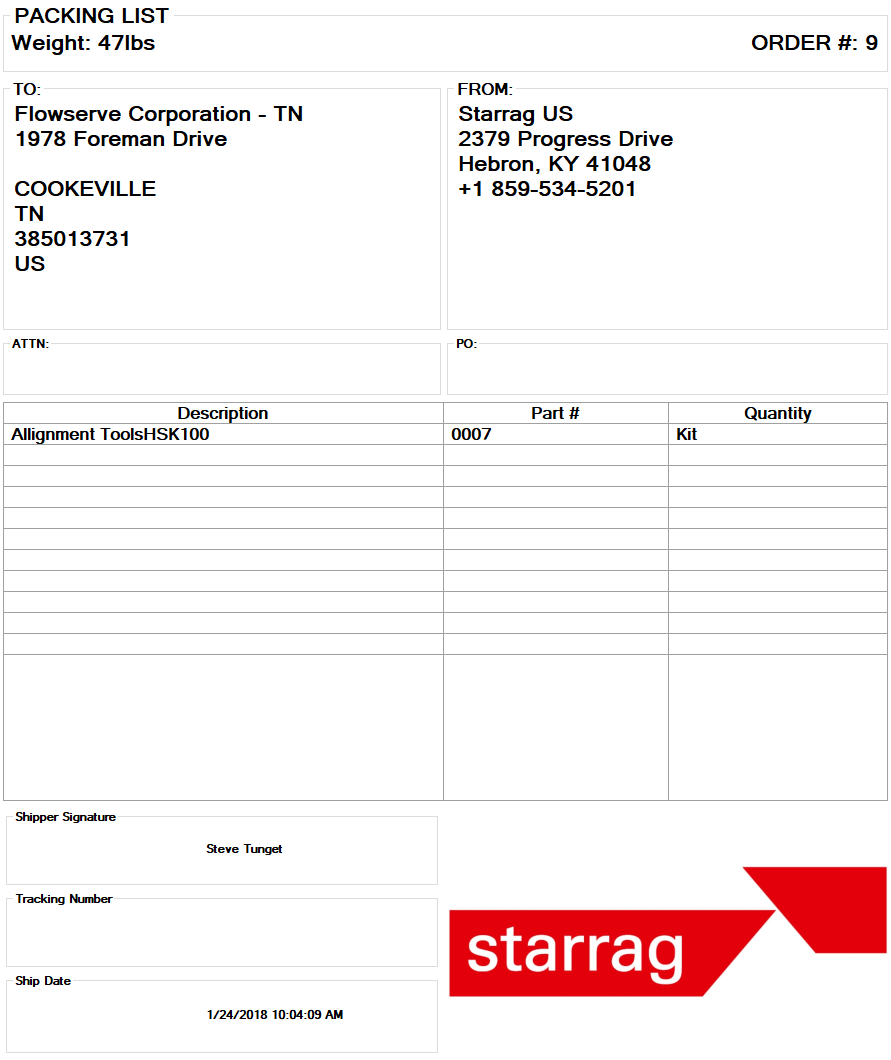 PACKING LIST
Weight: 47lbs
ORDER #: 9
TO:
Flowserve Corporation - TN
1978 Foreman Drive
COOKEVILLE
TN
385013731
US
FROM:
Starrag US
2379 Progress Drive
Hebron, KY 41048
+1 859-534-5201
ATTN:
PO:
Description Part # Quantity
Allignment ToolsHSK100 0007 Kit
Shipper Signature
Steve Tunget
Tracking Number
Ship Date
1/24/2018 10:04:09 AM
starrag